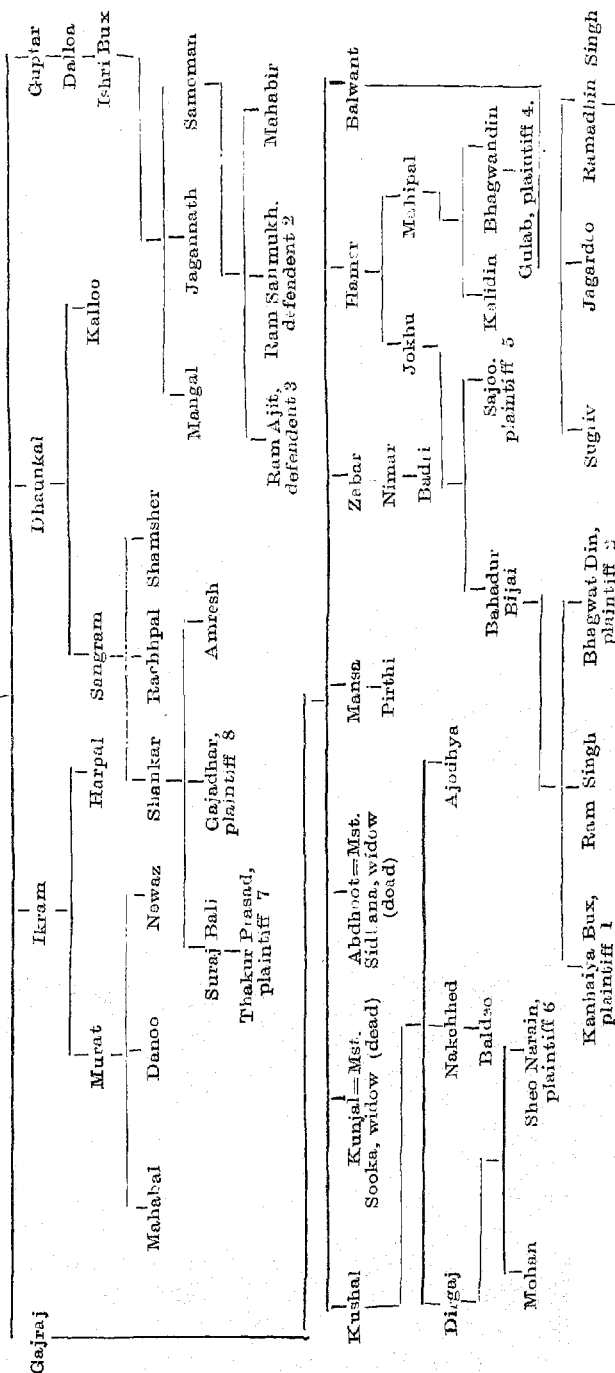 Gajraj Ikram Dhaunkal Guptar
Dalloa
Murat Harpal Sangram Kalloo Ishri Bux
Mahabal Danoo Newaz Shankar Rachhpal Shamsher
Mangal Jagannath Samoman
Suraj Bali Gajadhar, Amresh
plaintiff 8
Thakur Prasad,
plaintiff 7
Ram Ajit, Ram Sanmukh. Mahabir
defendent 3 defendent 2
Kushal Kunjal=Mst. Abdhoot=Mst. Mansa Zabar Hamer Balwant
Sooka, widow (dead) Sidhana, widow Pirthi Nimar
(dead) Badri Jokhu Mahipal
Dirgaj Nakchhed Ajodhya
Baldeo
Bahadur Sajoo, Kalidin Bhagwandin
Bijai plaintiff 5
Gulab, plaintiff 4.
Mohan Sheo Narain,
plaintiff 6
Kanhaiya Bux, Ram Singh Bhagwat Din, Sugriv Jagardeo Ramadhin Singh
plaintiff 1 plaintiff 2